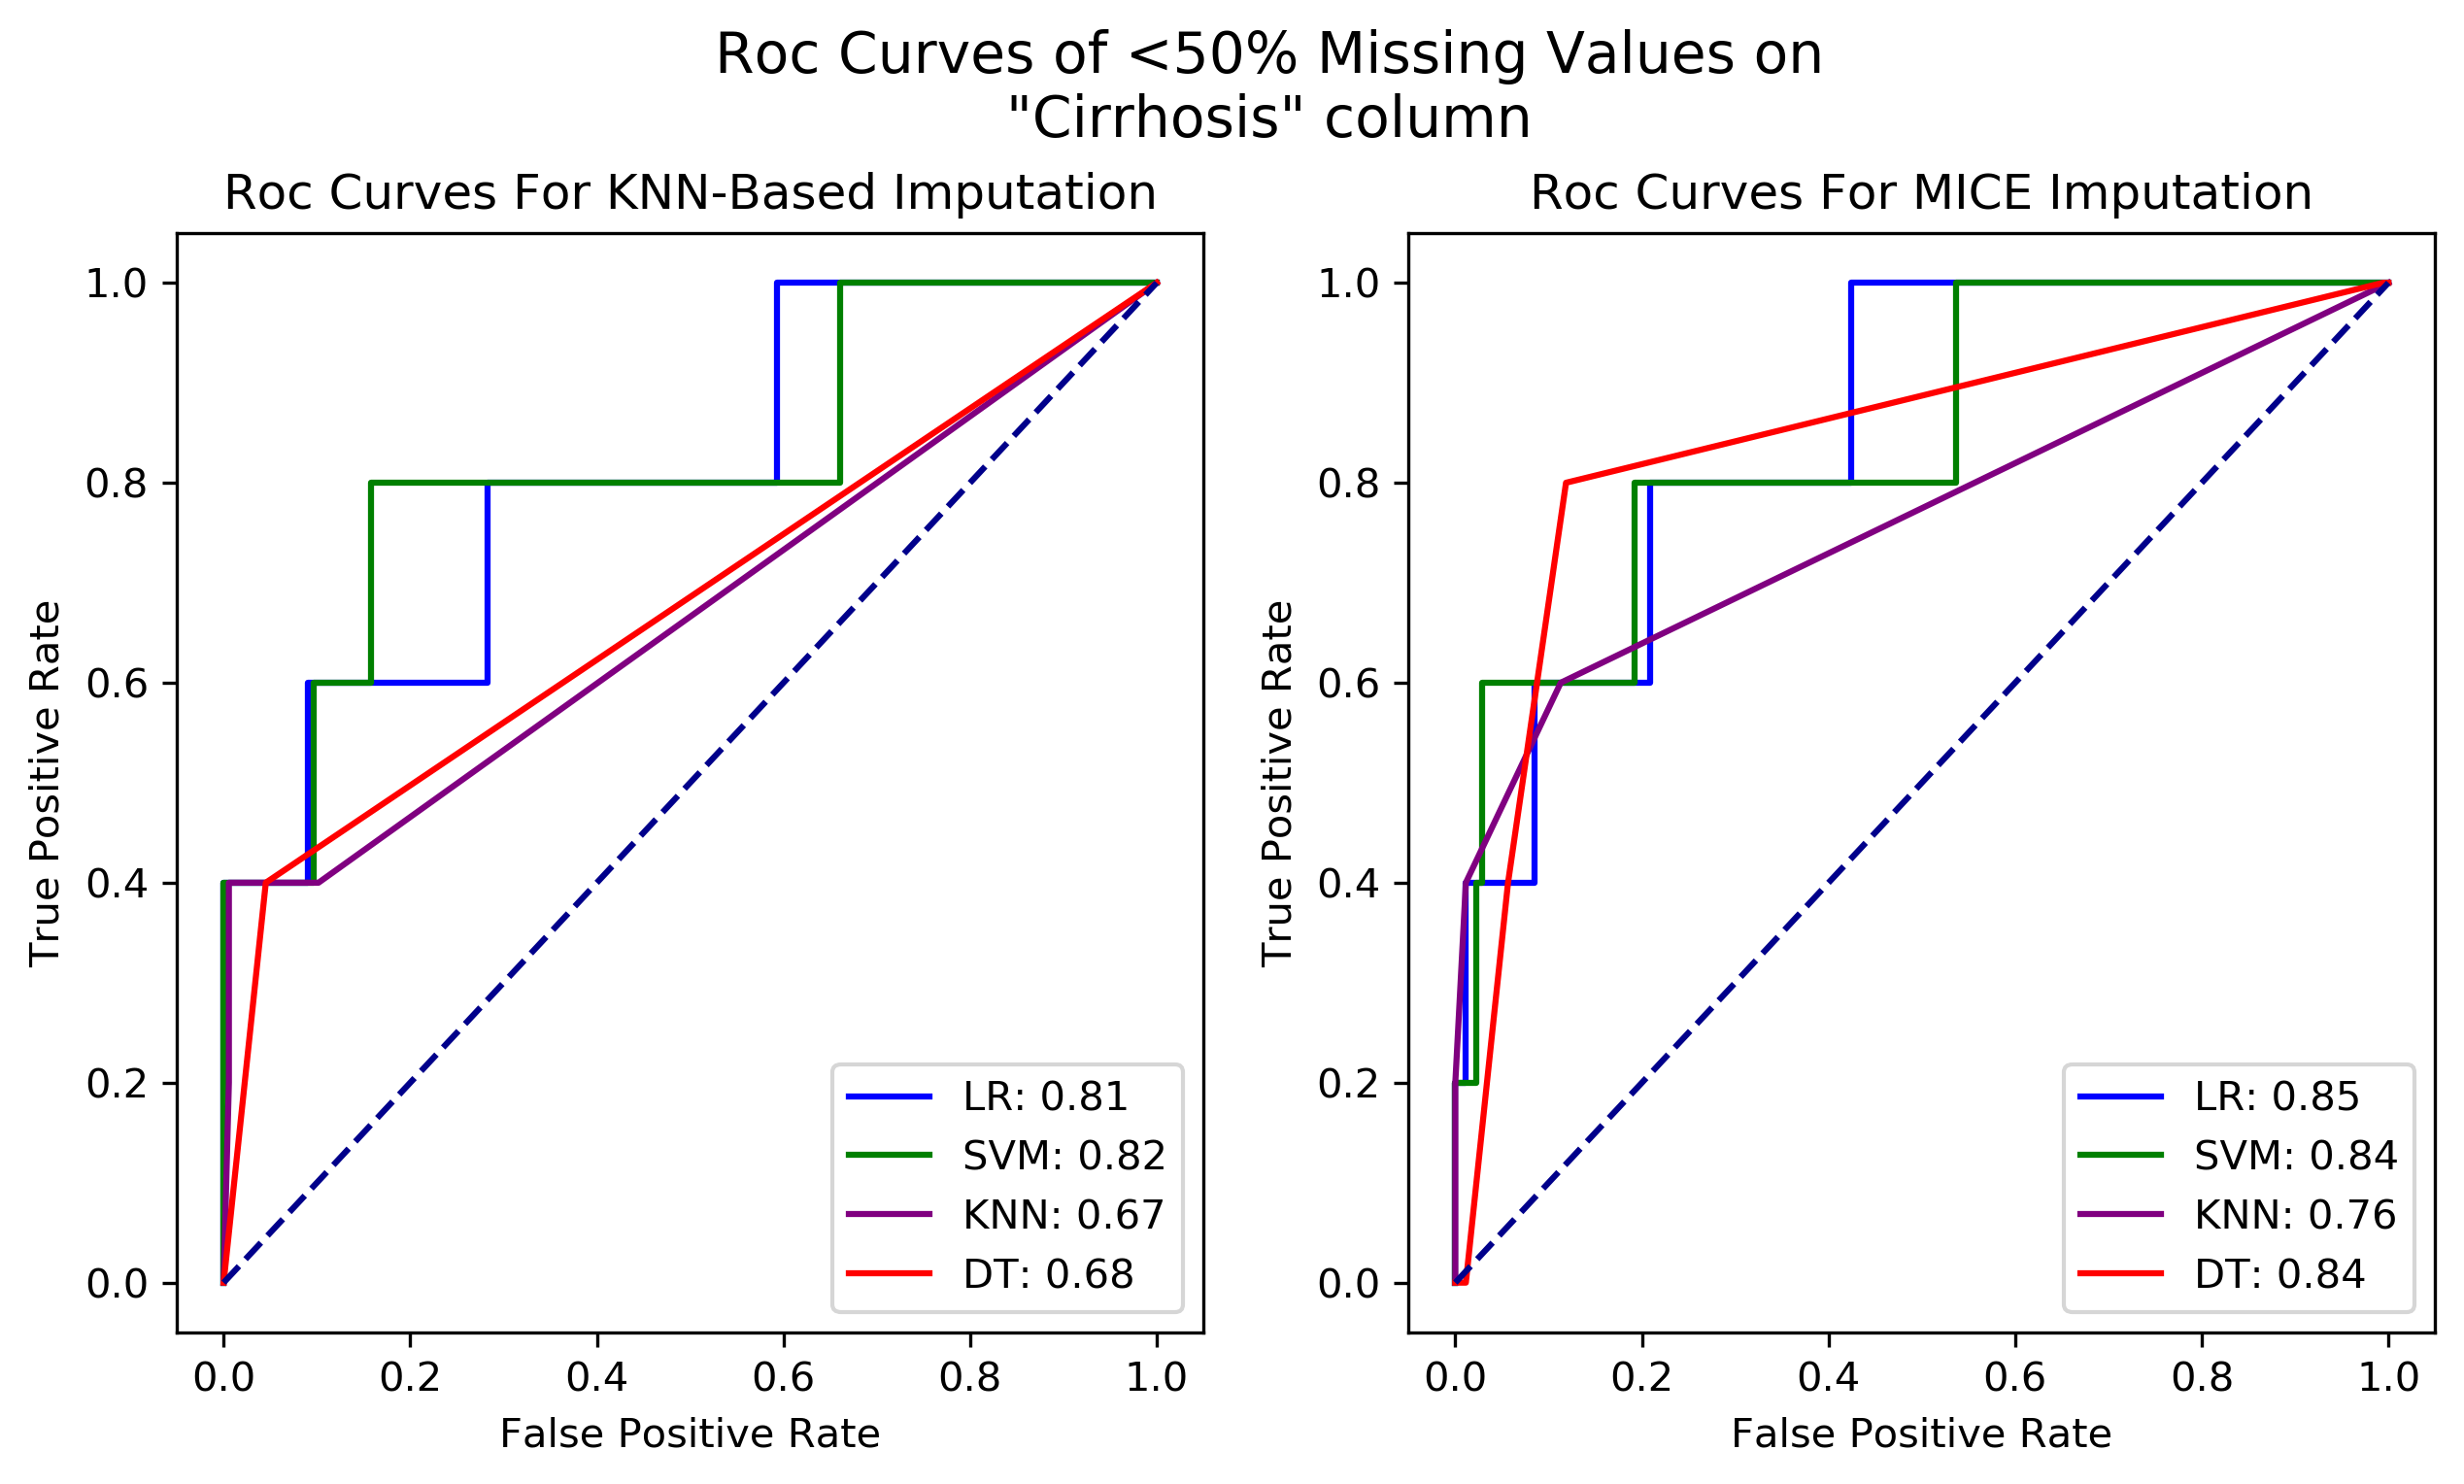 Roc Curves of <50% Missing Values on
"Cirrhosis" column
Roc Curves For KNN-Based Imputation
True Positive Rate
1.0
0.8
0.6
0.4
0.2
0.0
0.0 0.2 0.4 0.6 0.8 1.0
False Positive Rate
LR: 0.81
SVM: 0.82
KNN: 0.67
DT: 0.68
Roc Curves For MICE Imputation
True Positive Rate
1.0
0.8
0.6
0.4
0.2
0.0
0.0 0.2 0.4 0.6 0.8 1.0
False Positive Rate
LR: 0.85
SVM: 0.84
KNN: 0.76
DT: 0.84